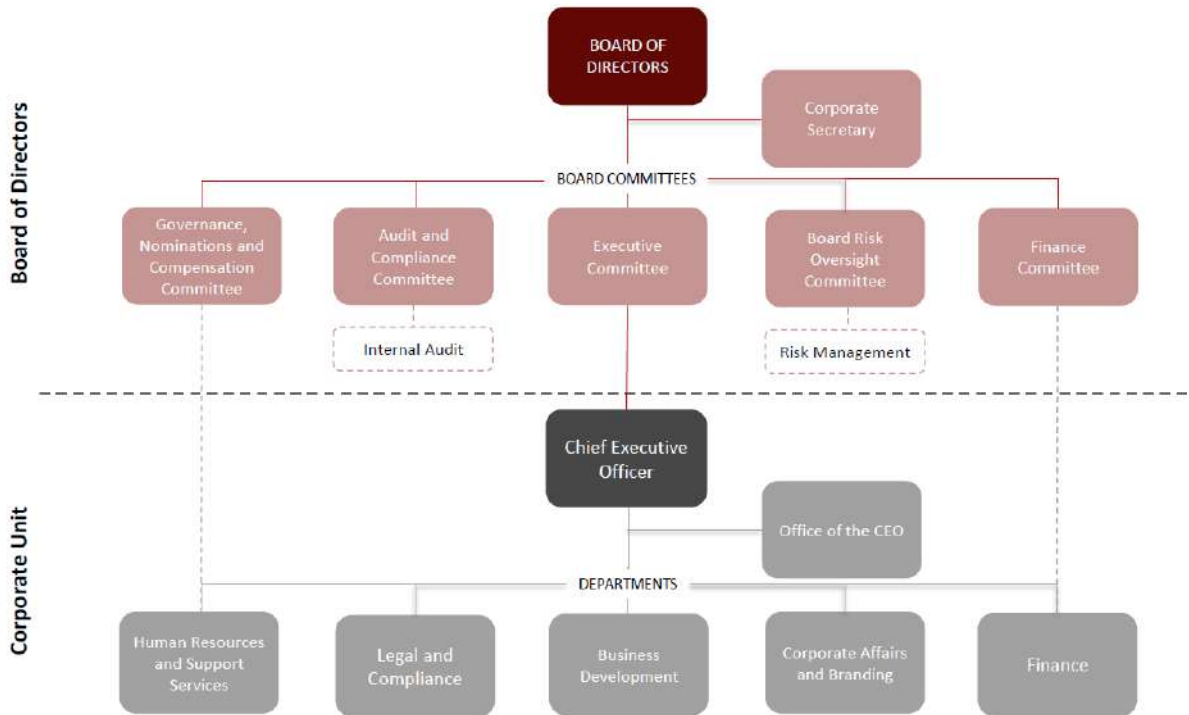 BOARD OF
DIRECTORS
Corporate
Secretary
Board of Directors
BOARD COMMITTEES
Governance,
Nominations and
Compensation
Committee
Audit and
Compliance
Committee
Executive
Committee
Board Risk
Oversight
Committee
Finance
Committee
Internal Audit
Risk Management
Chief Executive
Officer
Office of the CEO
Corporate Unit
DEPARTMENTS
Human Resources
and Support
Services
Legal and
Compliance
Business
Development
Corporate Affairs
and Branding
Finance